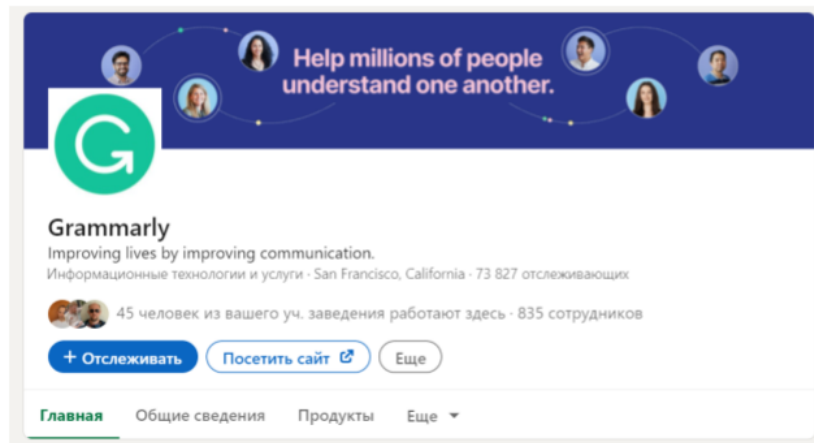 Help millions of people
understand one another.
Grammarly
Improving lives by improving communication.
Информационные технологии и услуги · San Francisco, California · 73 827 отслеживающих
45 человек из вашего уч. заведения работают здесь · 835 сотрудников
+ Отслеживать Посетить сайт Еще
Главная Общие сведения Продукты Еще